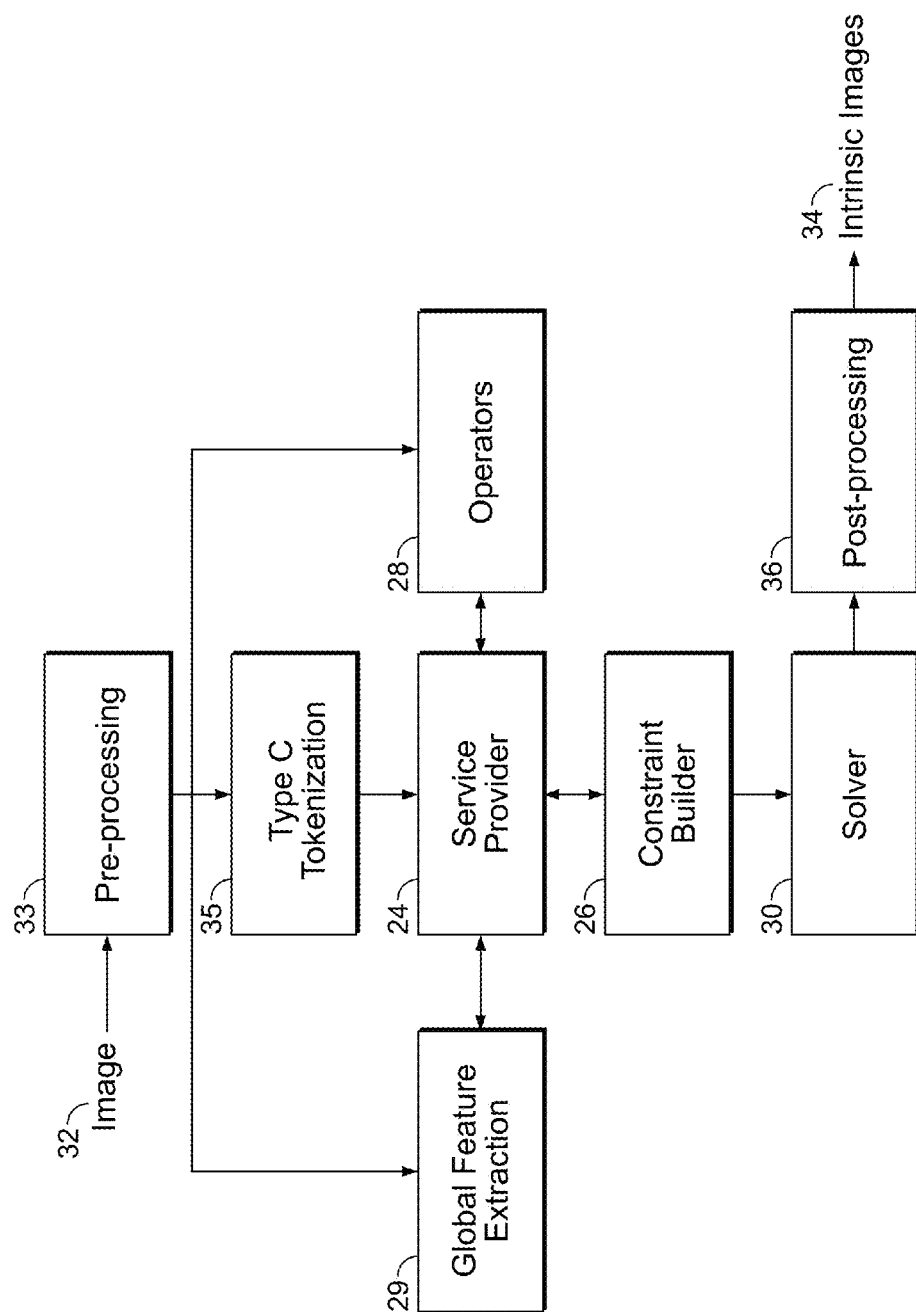 32
Image
33
Pre-processing
35
Type C
Tokenization
29
Global Feature
Extraction
24
Service
Provider
28
Operators
26
Constraint
Builder
30
Solver
36
Post-processing
34
Intrinsic Images